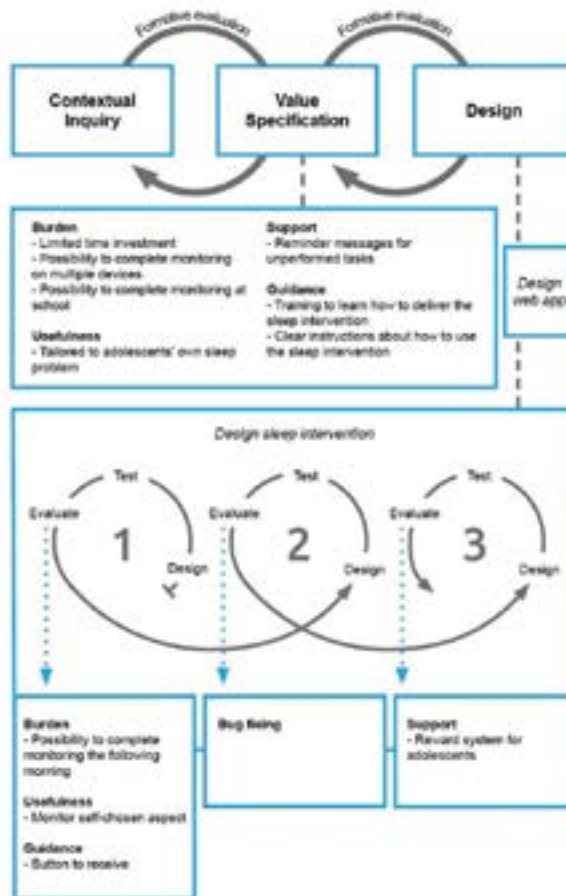 Formative evaluation
Formative evaluation
Contextual
Inquiry
Value
Specification
Design
Burden
- Limited time investment
- Possibility to complete monitoring
on multiple devices
- Possibility to complete monitoring at
school
Usefulness
- Tailored to adolescents' own sleep
problem
Support
- Reminder messages for
unperformed tasks
Guidance
- Training to learn how to deliver the
sleep intervention
- Clear instructions about how to use
the sleep intervention
Design
web app
Design sleep intervention
Test
Evaluate
1
Design
Test
Evaluate
2
Design
Test
Evaluate
3
Design
Burden
- Possibility to complete
monitoring the following
morning
Usefulness
- Monitor self-chosen aspect
Guidance
- Button to receive
Bug fixing
Support
- Reward system for
adolescents